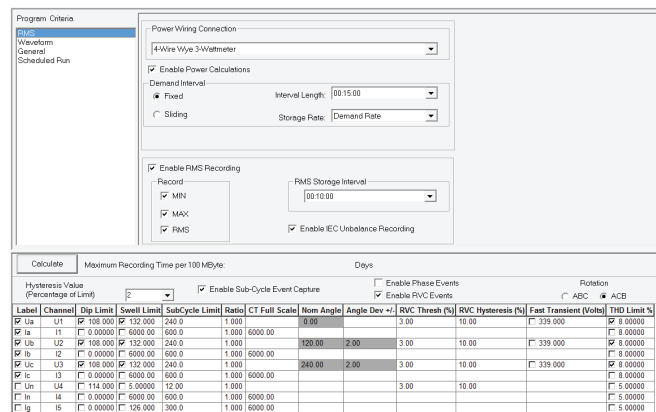 Program Criteria
RMS
Waveform
General
Scheduled Run
Power Wiring Connection
4-Wire Wye 3-Wattmeter
Enable Power Calculations
Demand Interval
Fixed Interval Length: 00:15:00
Sliding Storage Rate: Demand Rate
Enable RMS Recording
Record RMS Storage Interval
MIN 00:10:00
MAX
RMS Enable IEC Unbalance Recording
Calculate Maximum Recording Time per 100 MByte: Days
Hysteresis Value
(Percentage of Limit) 2 Enable Sub-Cycle Event Capture Enable Phase Events Rotation
Enable RVC Events ABC ACB
Label Channel Dip Limit Swell Limit SubCycle Limit Ratio CT Full Scale Nom Angle Angle Dev +/- RVC Thresh (%) RVC Hysteresis (%) Fast Transient (Volts) THD Limit %
Ua U1 108.000 132.000 240.0 1.000 0.00 3.00 10.00 339.000 8.00000
Ia I1 0.00000 6000.00 600.0 1.000 6000.00 8.00000
Ub U2 108.000 132.000 240.0 1.000 120.00 2.00 3.00 10.00 339.000 8.00000
Ib I2 0.00000 6000.00 600.0 1.000 6000.00 8.00000
Uc U3 108.000 132.000 240.0 1.000 240.00 2.00 3.00 10.00 339.000 8.00000
Ic I3 0.00000 6000.00 600.0 1.000 6000.00 8.00000
Un U4 114.000 5.00000 12.00 1.000 3.00 10.00 5.00000
In I4 0.00000 6000.00 600.0 1.000 6000.00 5.00000
Ig I5 0.00000 126.000 300.0 1.000 6000.00 5.00000